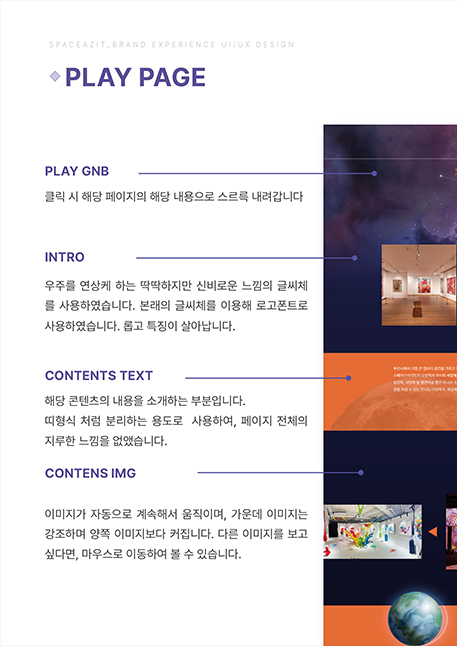 SPACEAZIT_BRAND EXPERIENCE UI/UX DESIGN
PLAY PAGE
PLAY GNB
클릭 시 해당 페이지의 해당 내용으로 스르륵 내려갑니다
INTRO
우주를 연상케 하는 딱딱하지만 신비로운 느낌의 글씨체
를 사용하였습니다. 본래의 글씨체를 이용해 로고폰트로
사용하였습니다. 롭고 특징이 살아납니다.
CONTENTS TEXT
해당 콘텐츠의 내용을 소개하는 부분입니다.
띠형식 처럼 분리하는 용도로 사용하여, 페이지 전체의
지루한 느낌을 없앴습니다.
CONTENS IMG
이미지가 자동으로 계속해서 움직이며, 가운데 이미지는
강조하며 양쪽 이미지보다 커집니다. 다른 이미지를 보고
싶다면, 마우스로 이동하여 볼 수 있습니다.